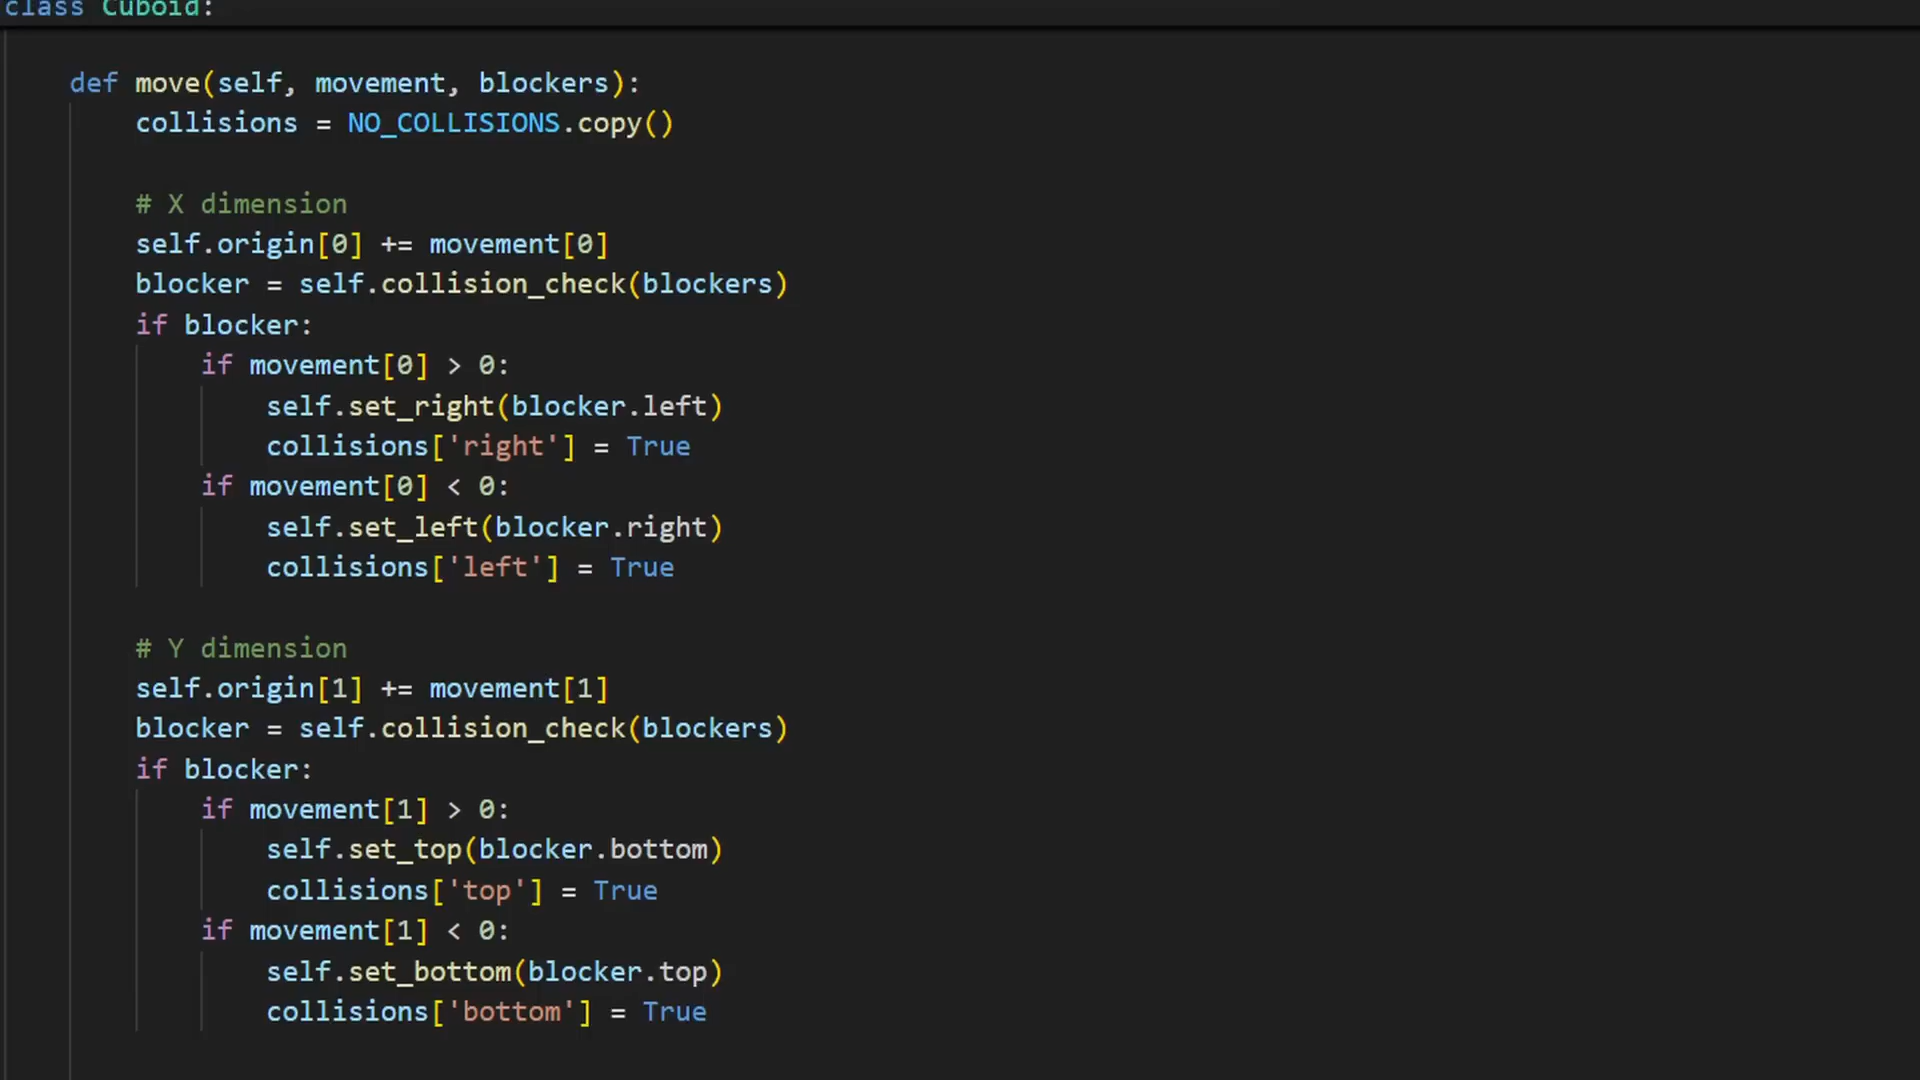 class Cuboid:
def move(self, movement, blockers):
collisions = NO_COLLISIONS.copy()
# X dimension
self.origin[0] += movement[0]
blocker = self.collision_check(blockers)
if blocker:
if movement[0] > 0:
self.set_right(blocker.left)
collisions['right'] = True
if movement[0] < 0:
self.set_left(blocker.right)
collisions['left'] = True
# Y dimension
self.origin[1] += movement[1]
blocker = self.collision_check(blockers)
if blocker:
if movement[1] > 0:
self.set_top(blocker.bottom)
collisions['top'] = True
if movement[1] < 0:
self.set_bottom(blocker.top)
collisions['bottom'] = True